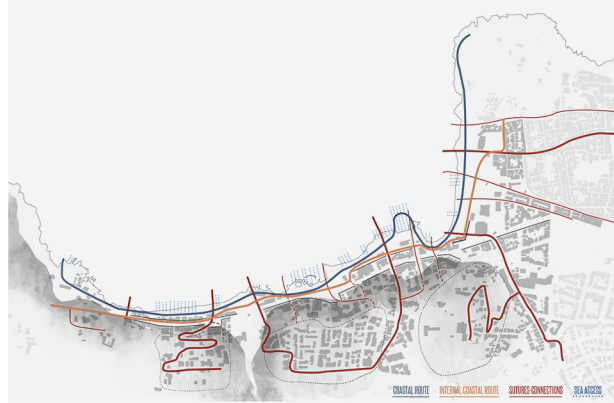 COASTAL ROUTE
INTERNAL COASTAL ROUTE
SUTURES-CONNECTIONS
SEA ACCESS